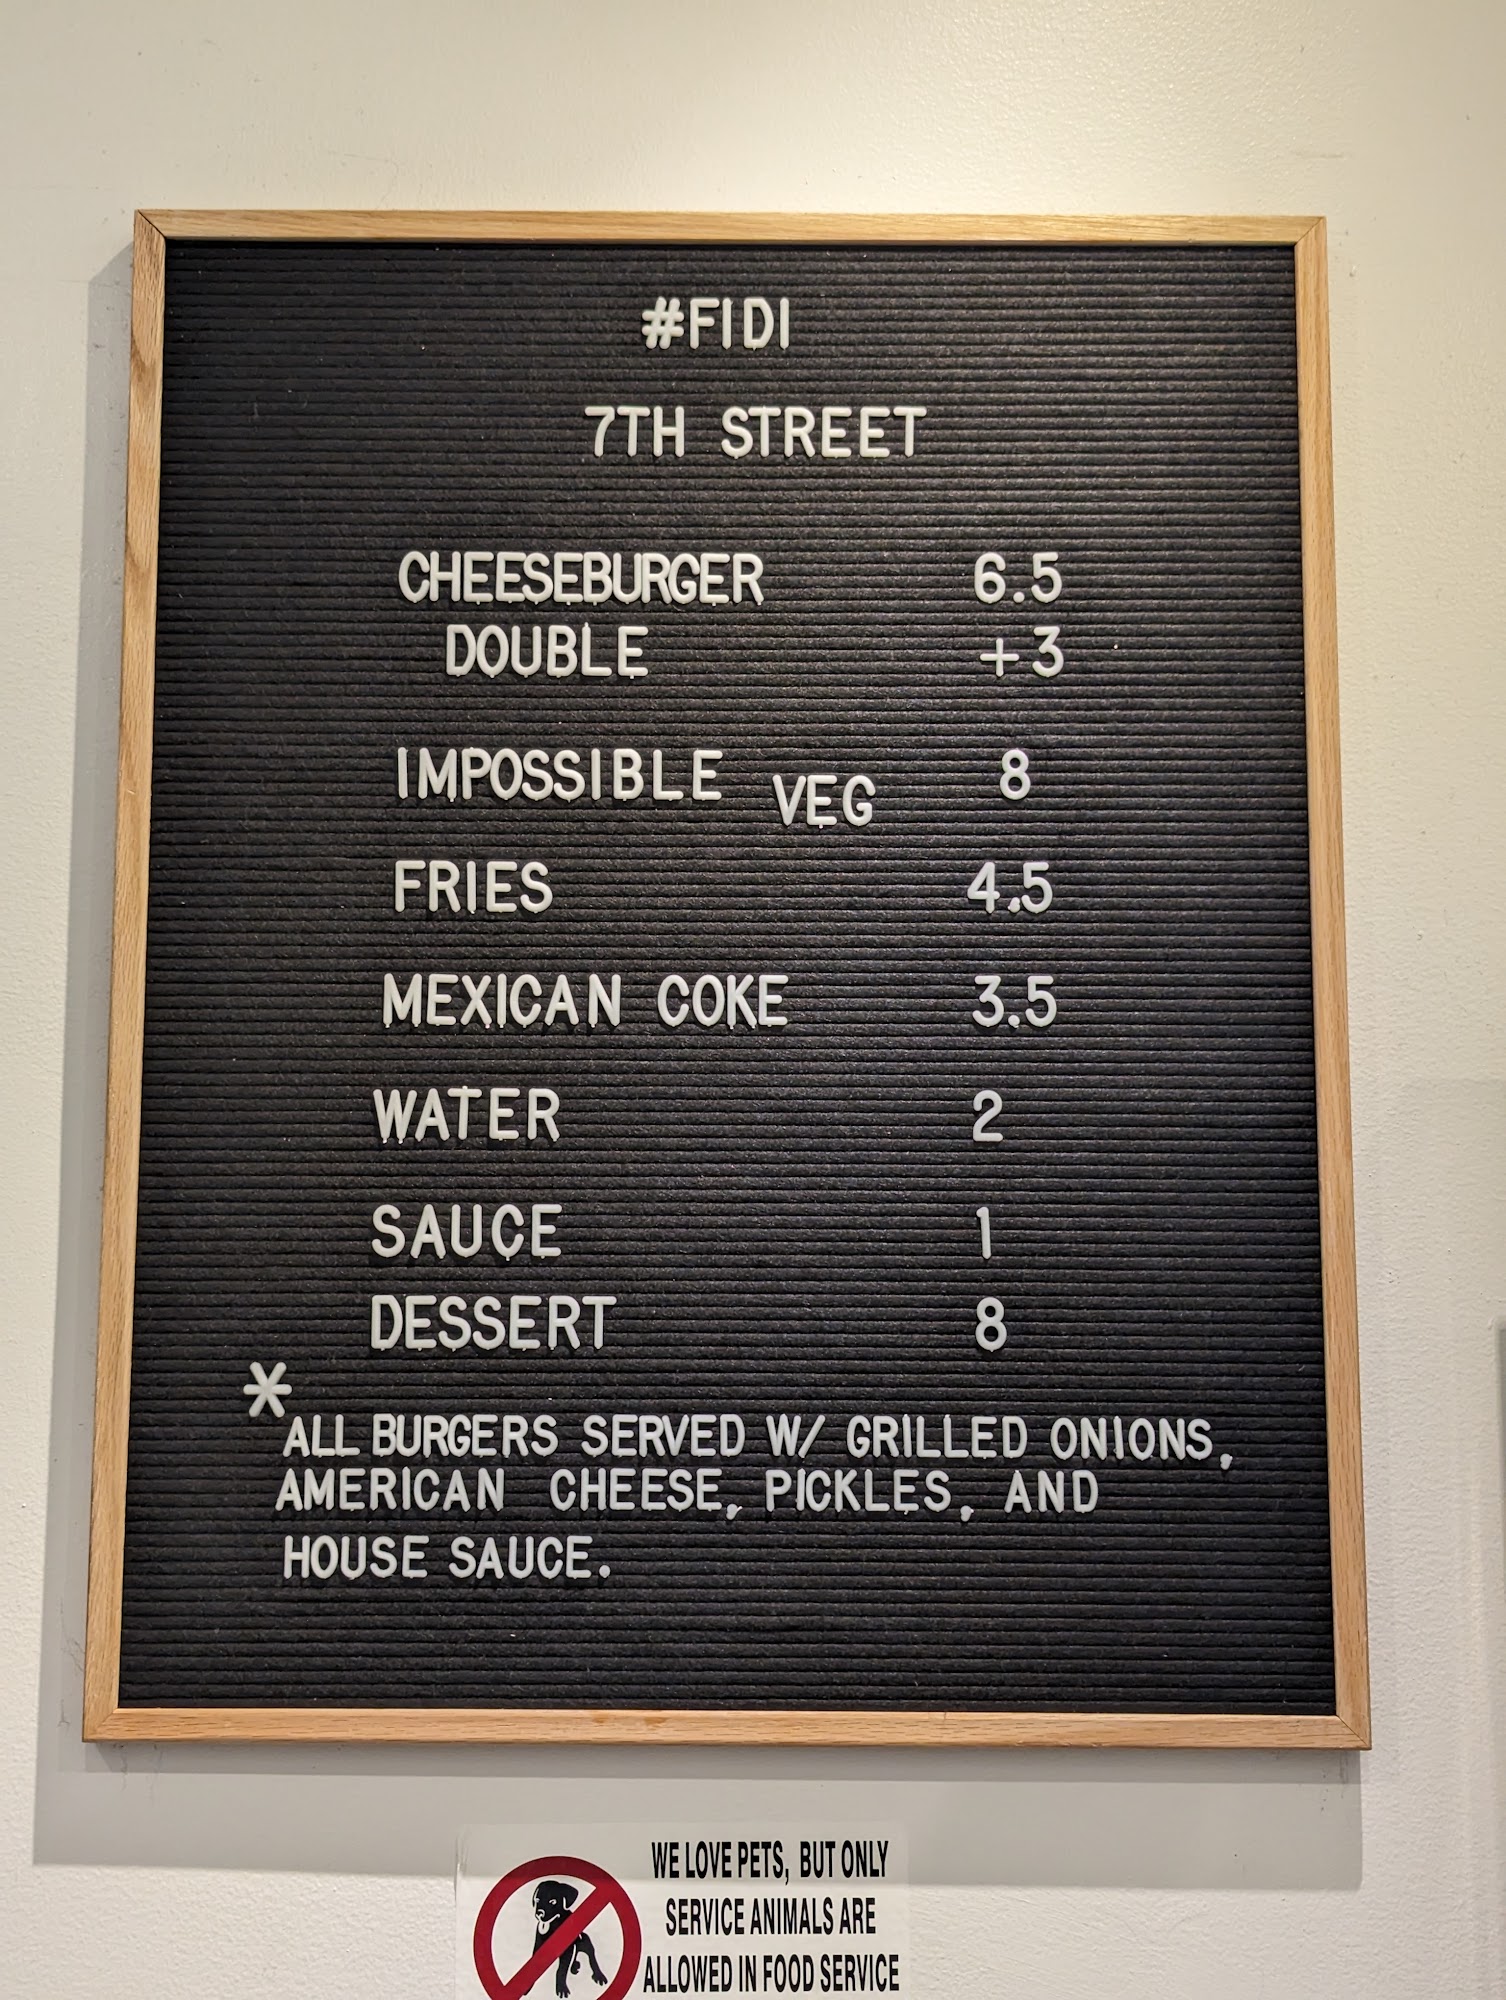 #FIDI
7TH STREET
CHEESEBURGER 6.5
DOUBLE +3
IMPOSSIBLE VEG 8
FRIES 4.5
MEXICAN COKE 3.5
WATER 2
SAUCE 1
DESSERT 8
*
ALL BURGERS SERVED W/ GRILLED ONIONS,
AMERICAN CHEESE, PICKLES, AND
HOUSE SAUCE.
WE LOVE PETS, BUT ONLY
SERVICE ANIMALS ARE
ALLOWED IN FOOD SERVICE